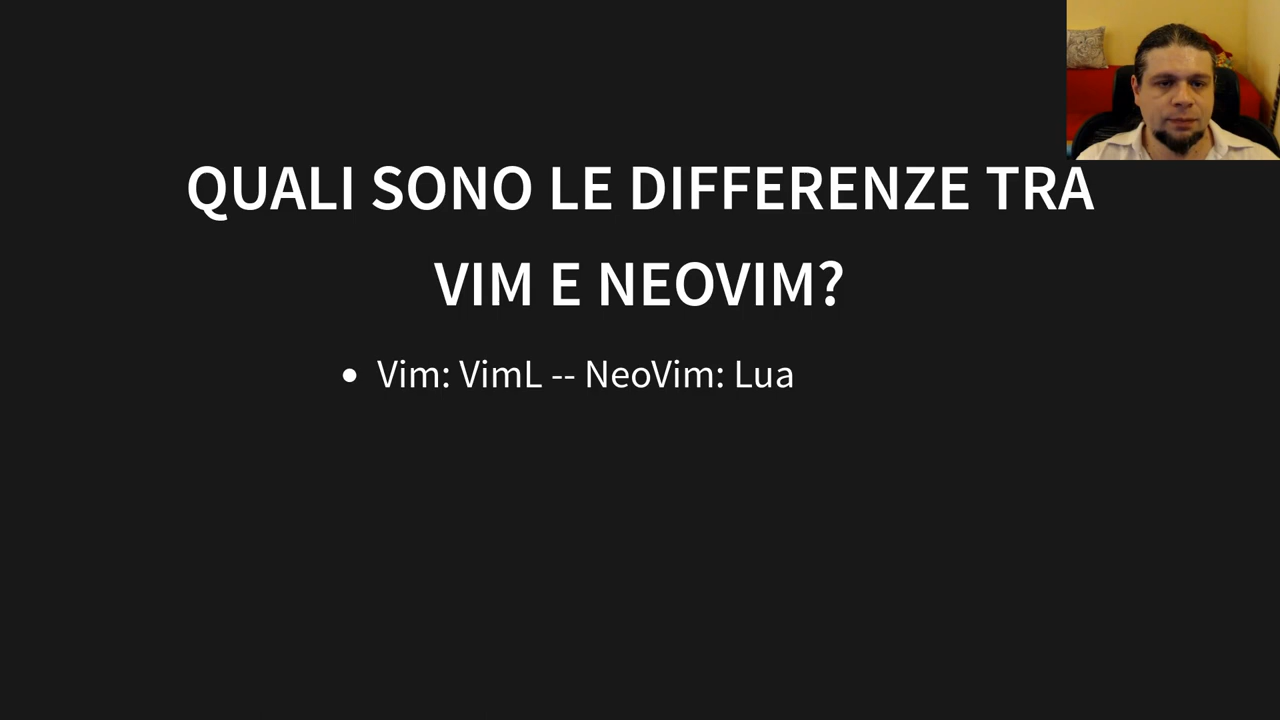 QUALI SONO LE DIFFERENZE TRA
VIM E NEOVIM?
• Vim: VimL -- NeoVim: Lua